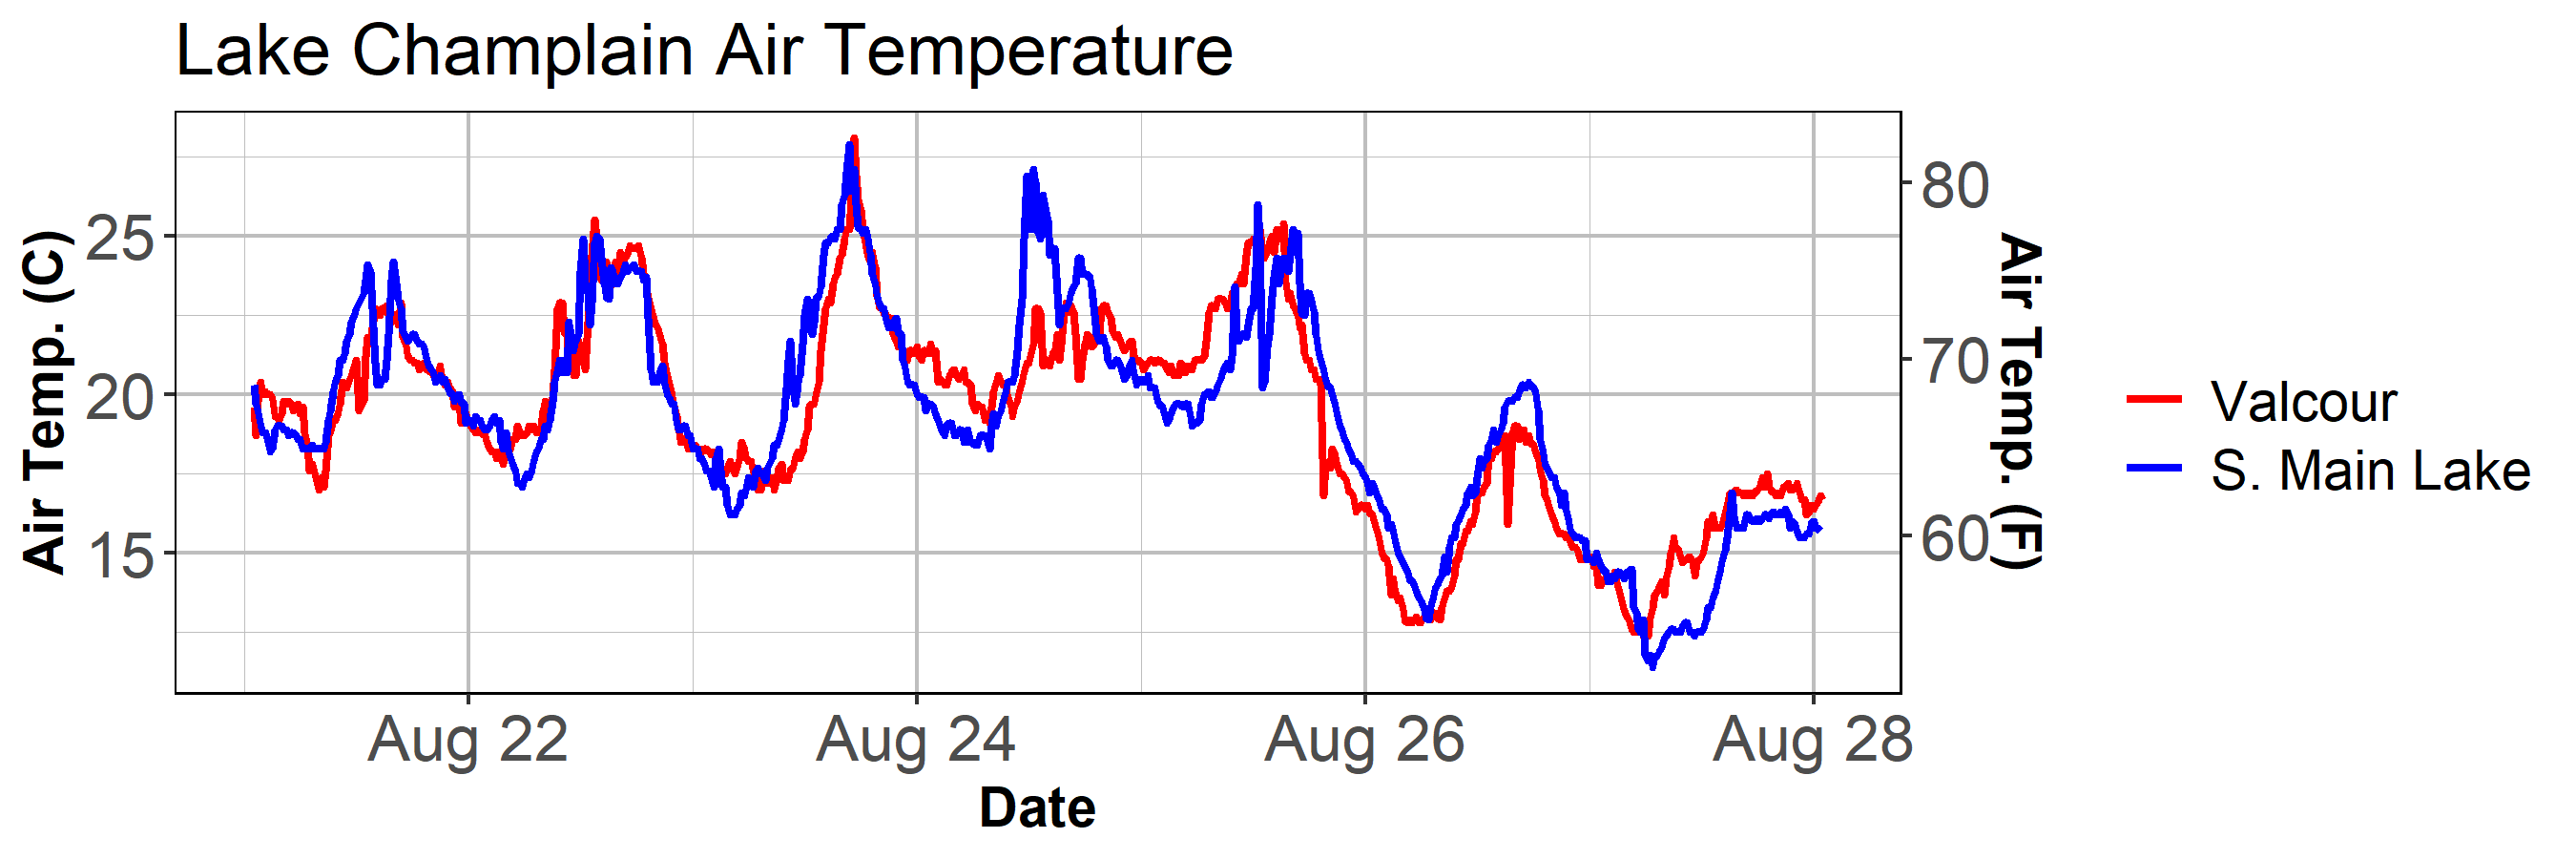 Lake Champlain Air Temperature
Air Temp. (C)
25
20
15
80
70
60
Air Temp. (F)
Aug 22
Aug 24
Aug 26
Aug 28
Date
Valcour
S. Main Lake